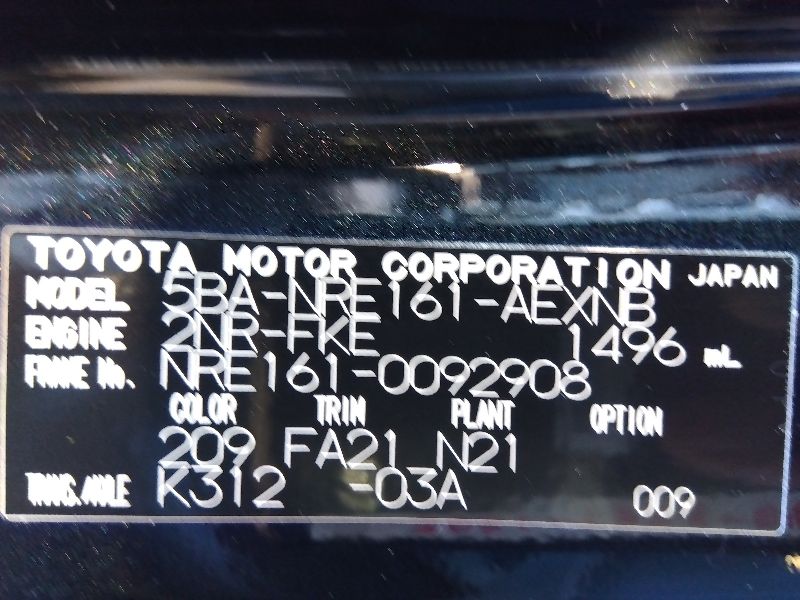 TOYOTA MOTOR CORPORATION JAPAN
MODEL 5BA-NRE161-AEXNB
ENGINE 2NR-FKE 1496 mL
FRAME No. NRE161-0092908
COLOR TRIM PLANT OPTION
209 FA21 N21
TRANS./AXLE K312 -03A 009